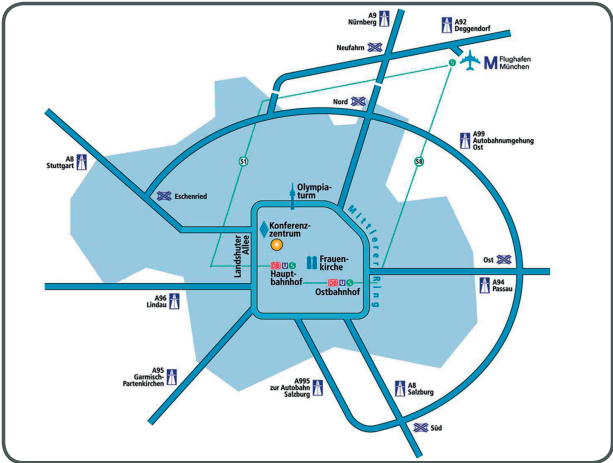 A9
Nürnberg
A92
Deggendorf
Neufahrn
M Flughafen
München
S
Nord
A99
Autobahnumgehung
Ost
A8
Stuttgart
S1
S8
Eschenried
Olympia-
turm
Mittlerer Ring
Konferenz-
zentrum
Landshuter
Allee
Frauen-
kirche
Ost
DB U S
Haupt-
bahnhof
DB U S
Ostbahnhof
A94
Passau
A96
Lindau
A95
Garmisch-
Partenkirchen
A995
zur Autobahn
Salzburg
A8
Salzburg
Süd